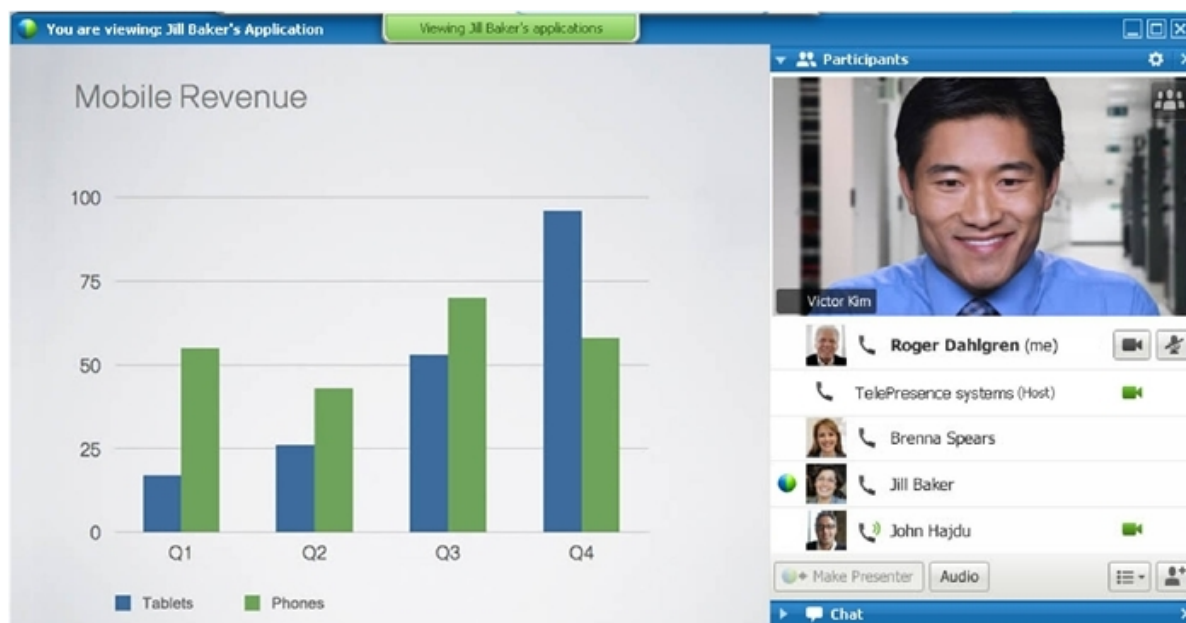 You are viewing: Jill Baker's Application
Viewing Jill Baker's applications
Mobile Revenue
100
75
50
25
0
Q1 Q2 Q3 Q4
Tablets Phones
Participants
Victor Kim
Roger Dahlgren (me)
TelePresence systems (Host)
Brenna Spears
Jill Baker
John Hajdu
Make Presenter Audio
Chat